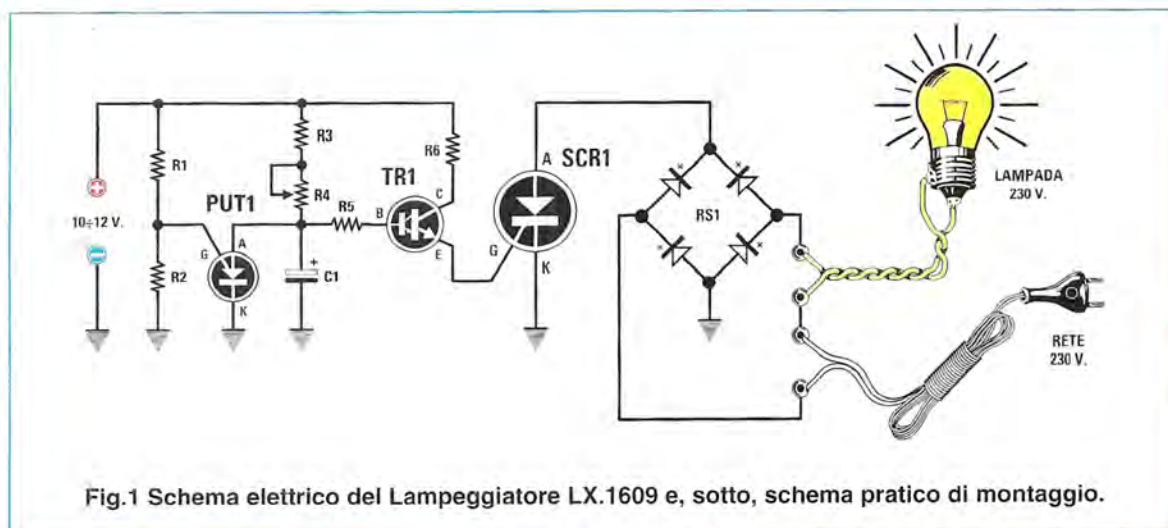 R1
R2
PUT1
G
A
K
10÷12 V.
R3
R4
R5
C1
R6
TR1
B
C
E
SCR1
A
G
K
RS1
LAMPADA
230 V.
RETE
230 V.
Fig.1 Schema elettrico del Lampeggiatore LX.1609 e, sotto, schema pratico di montaggio.